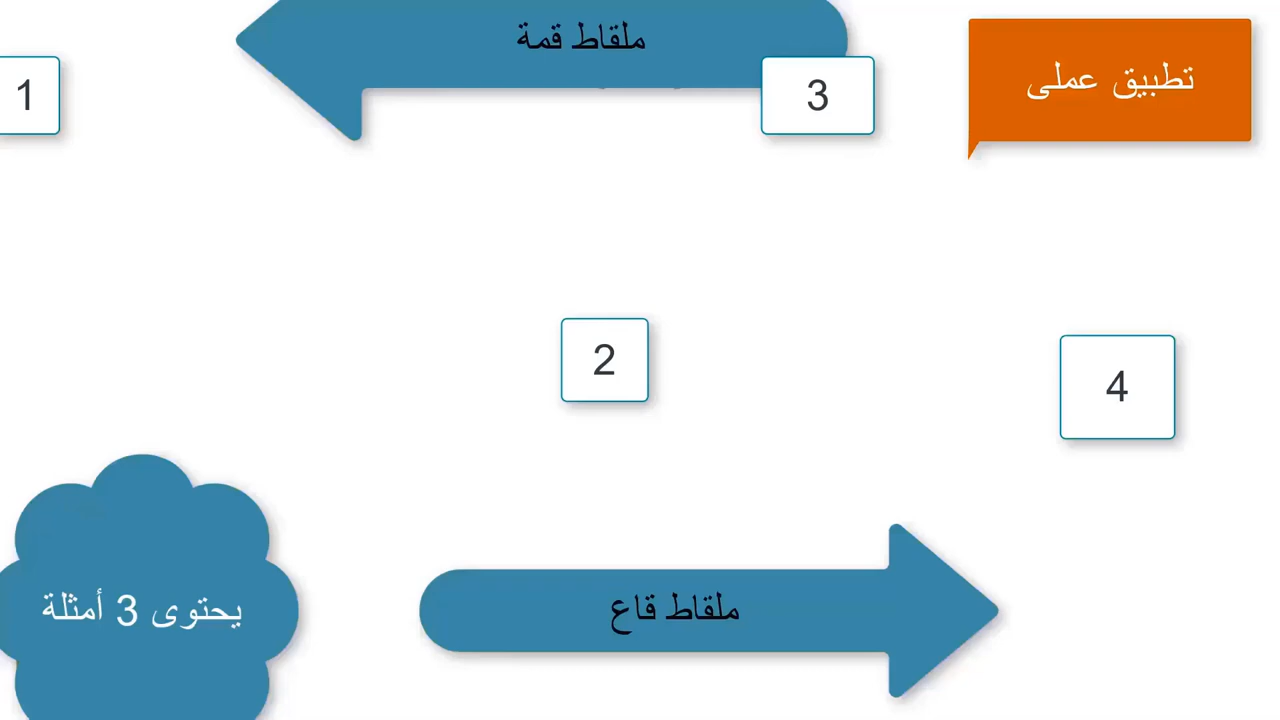 تطبيق عملى
ملقاط قمة
3
1
2
4
ملقاط قاع
يحتوى 3 أمثلة